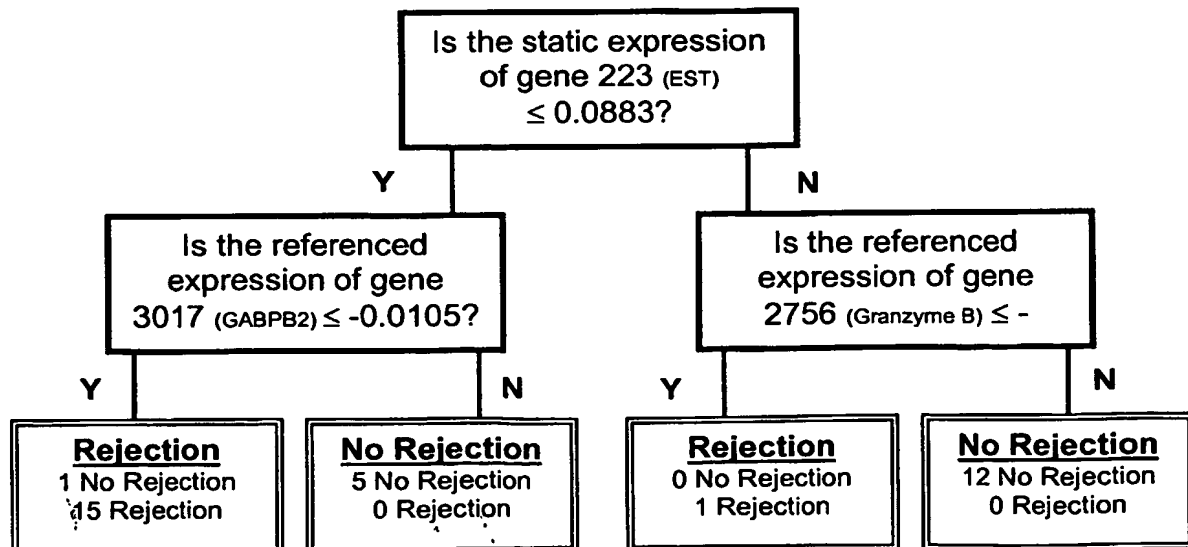 Is the static expression
of gene 223 (EST)
≤ 0.0883?
Y
N
Is the referenced
expression of gene
3017 (GABPB2) ≤ -0.0105?
Is the referenced
expression of gene
2756 (Granzyme B) ≤ -
Y
N
Y
N
Rejection
1 No Rejection
15 Rejection
No Rejection
5 No Rejection
0 Rejection
Rejection
0 No Rejection
1 Rejection
No Rejection
12 No Rejection
0 Rejection